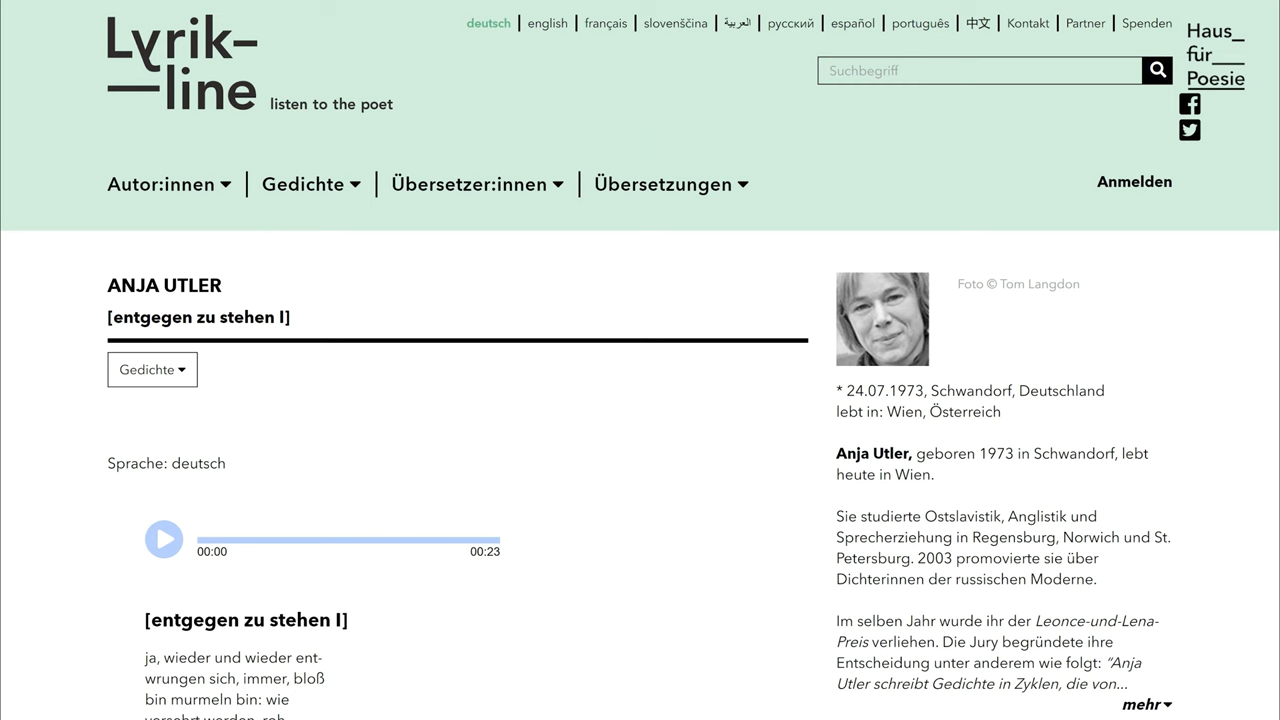 Lyrik–
—line listen to the poet
deutsch | english | français | slovenščina | العربية | русский | español | português | 中文 | Kontakt | Partner | Spenden
Suchbegriff
Haus_
für__
Poesie
Autor:innen | Gedichte | Übersetzer:innen | Übersetzungen
Anmelden
ANJA UTLER
[entgegen zu stehen I]
Gedichte
Sprache: deutsch
00:00 00:23
[entgegen zu stehen I]
ja, wieder und wieder ent-
wrungen sich, immer, bloß
bin murmeln bin: wie
versehrt werden, roh
Foto © Tom Langdon
* 24.07.1973, Schwandorf, Deutschland
lebt in: Wien, Österreich
Anja Utler, geboren 1973 in Schwandorf, lebt
heute in Wien.
Sie studierte Ostslavistik, Anglistik und
Sprecherziehung in Regensburg, Norwich und St.
Petersburg. 2003 promovierte sie über
Dichterinnen der russischen Moderne.
Im selben Jahr wurde ihr der Leonce-und-Lena-
Preis verliehen. Die Jury begründete ihre
Entscheidung unter anderem wie folgt: “Anja
Utler schreibt Gedichte in Zyklen, die von...
mehr